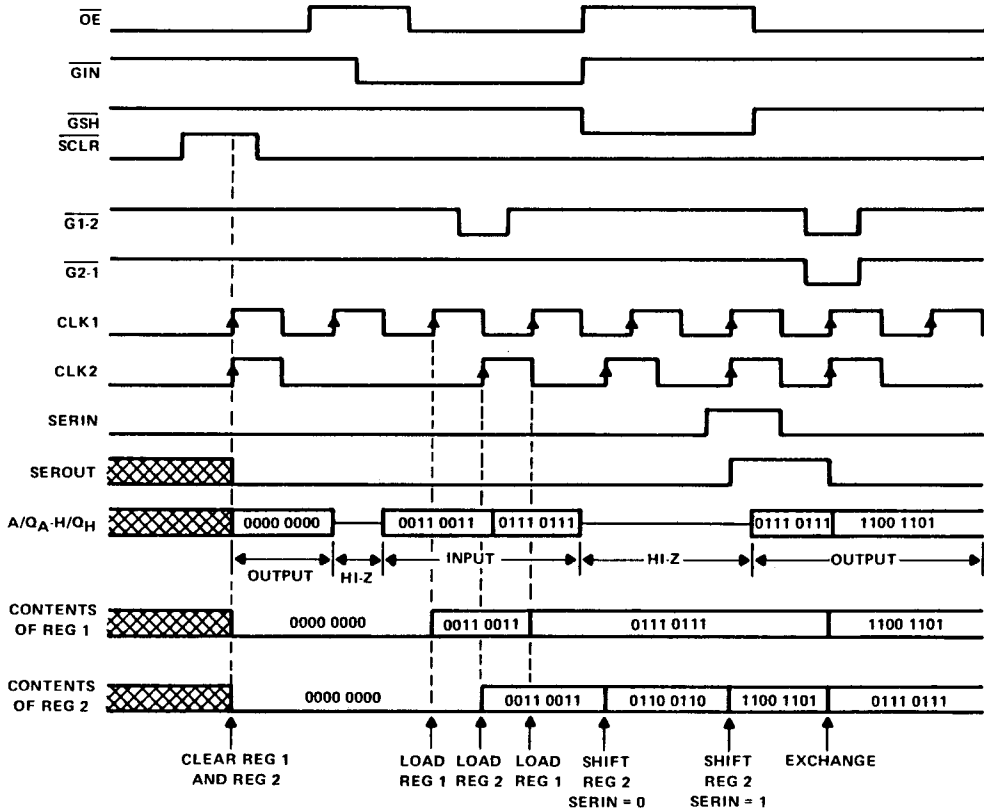 OE
GIN
GSH
SCLR
G1-2
G2-1
CLK1
CLK2
SERIN
SEROUT
A/QA-H/QH
0000 0000
0011 0011
0111 0111
0111 0111
1100 1101
OUTPUT
HI-Z
INPUT
HI-Z
OUTPUT
CONTENTS
OF REG 1
0000 0000
0011 0011
0111 0111
1100 1101
CONTENTS
OF REG 2
0000 0000
0011 0011
0110 0110
1100 1101
0111 0111
CLEAR REG 1
AND REG 2
LOAD
REG 1
LOAD
REG 2
LOAD
REG 1
SHIFT
REG 2
SERIN = 0
SHIFT
REG 2
SERIN = 1
EXCHANGE